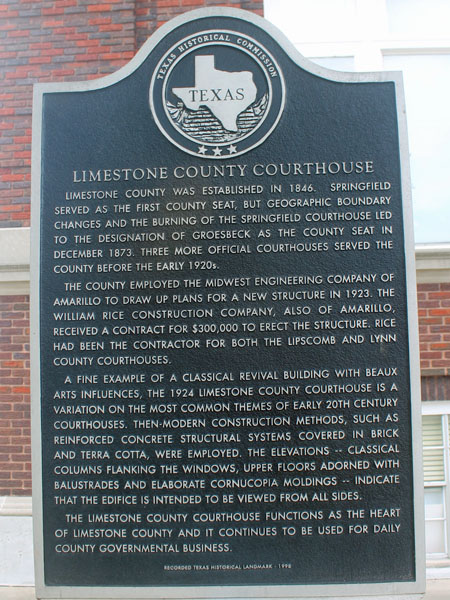 TEXAS HISTORICAL COMMISSION
TEXAS
LIMESTONE COUNTY COURTHOUSE
LIMESTONE COUNTY WAS ESTABLISHED IN 1846. SPRINGFIELD
SERVED AS THE FIRST COUNTY SEAT, BUT GEOGRAPHIC BOUNDARY
CHANGES AND THE BURNING OF THE SPRINGFIELD COURTHOUSE LED
TO THE DESIGNATION OF GROESBECK AS THE COUNTY SEAT IN
DECEMBER 1873. THREE MORE OFFICIAL COURTHOUSES SERVED THE
COUNTY BEFORE THE EARLY 1920s.
THE COUNTY EMPLOYED THE MIDWEST ENGINEERING COMPANY OF
AMARILLO TO DRAW UP PLANS FOR A NEW STRUCTURE IN 1923. THE
WILLIAM RICE CONSTRUCTION COMPANY, ALSO OF AMARILLO,
RECEIVED A CONTRACT FOR $300,000 TO ERECT THE STRUCTURE. RICE
HAD BEEN THE CONTRACTOR FOR BOTH THE LIPSCOMB AND LYNN
COUNTY COURTHOUSES.
A FINE EXAMPLE OF A CLASSICAL REVIVAL BUILDING WITH BEAUX
ARTS INFLUENCES, THE 1924 LIMESTONE COUNTY COURTHOUSE IS A
VARIATION ON THE MOST COMMON THEMES OF EARLY 20TH CENTURY
COURTHOUSES. THEN-MODERN CONSTRUCTION METHODS, SUCH AS
REINFORCED CONCRETE STRUCTURAL SYSTEMS COVERED IN BRICK
AND TERRA COTTA, WERE EMPLOYED. THE ELEVATIONS -- CLASSICAL
COLUMNS FLANKING THE WINDOWS, UPPER FLOORS ADORNED WITH
BALUSTRADES AND ELABORATE CORNUCOPIA MOLDINGS -- INDICATE
THAT THE EDIFICE IS INTENDED TO BE VIEWED FROM ALL SIDES.
THE LIMESTONE COUNTY COURTHOUSE FUNCTIONS AS THE HEART
OF LIMESTONE COUNTY AND IT CONTINUES TO BE USED FOR DAILY
COUNTY GOVERNMENTAL BUSINESS.
RECORDED TEXAS HISTORICAL LANDMARK - 1998